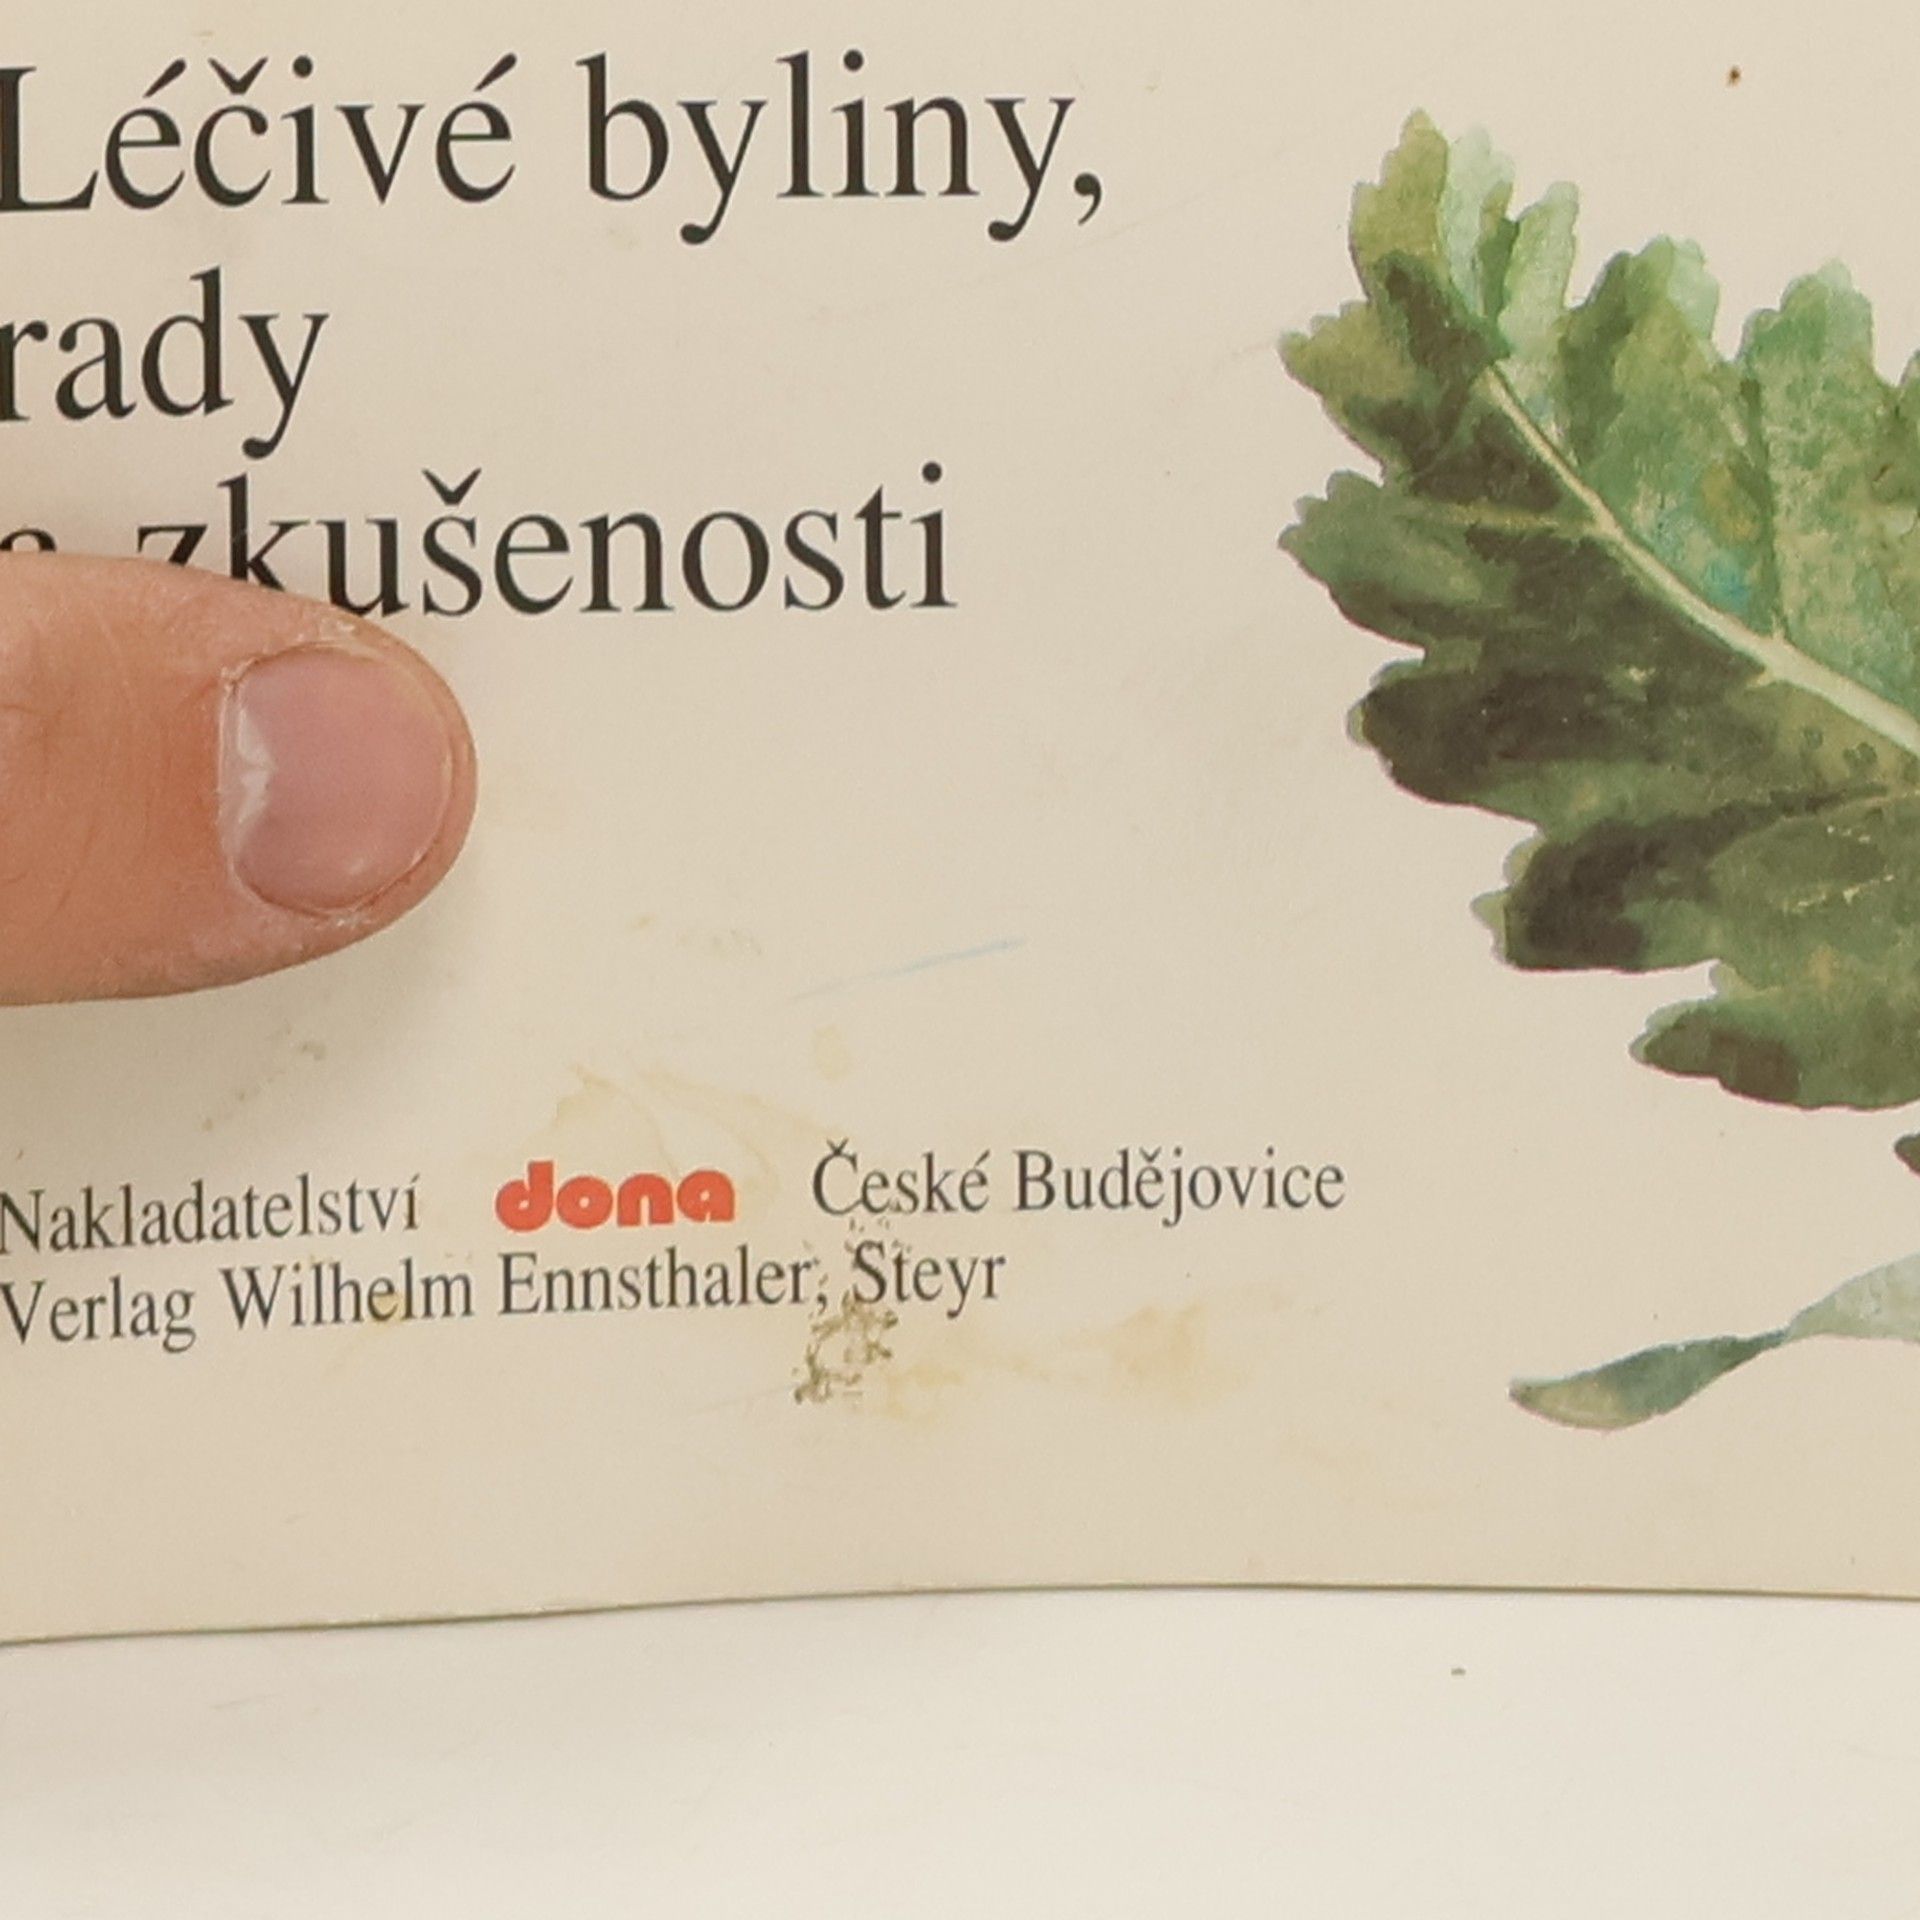 Léčivé byliny,
rady
a zkušenosti
Nakladatelství dona České Budějovice
Verlag Wilhelm Ennsthaler, Steyr